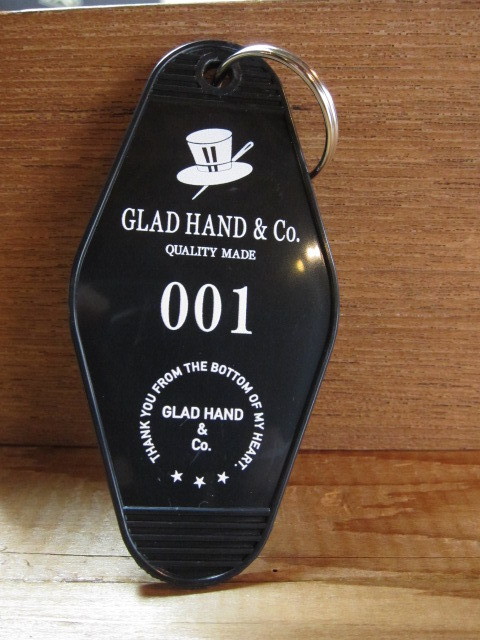 GLAD HAND & Co.
QUALITY MADE
001
THANK YOU FROM THE BOTTOM OF MY HEART.
GLAD HAND
&
Co.